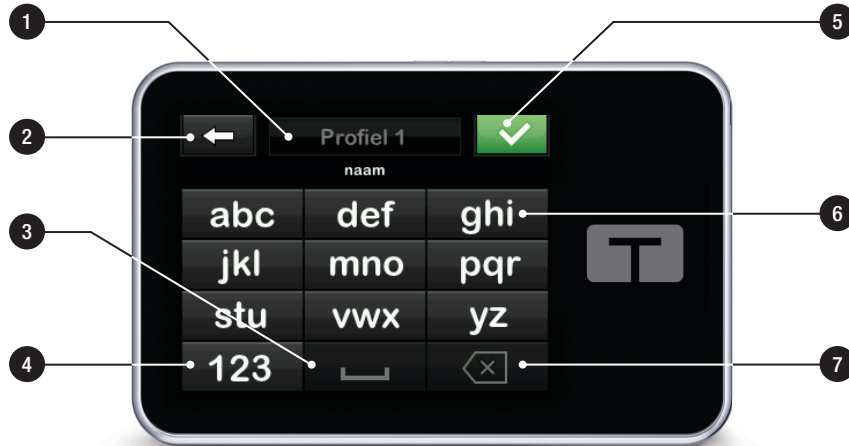 1
5
2
Profiel 1
naam
abc def ghi
6
3
jkl mno pqr
stu vwx yz
4
123
7